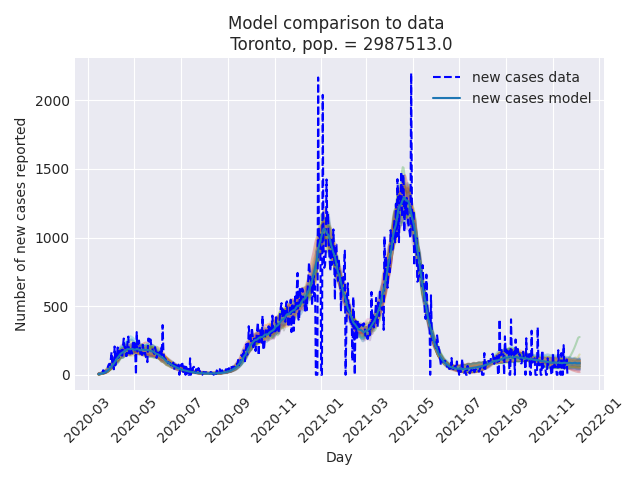 Model comparison to data
Toronto, pop. = 2987513.0
new cases data
new cases model
Number of new cases reported
2000
1500
1000
500
0
2020-03
2020-05
2020-07
2020-09
2020-11
2021-01
2021-03
2021-05
2021-07
2021-09
2021-11
2022-01
Day